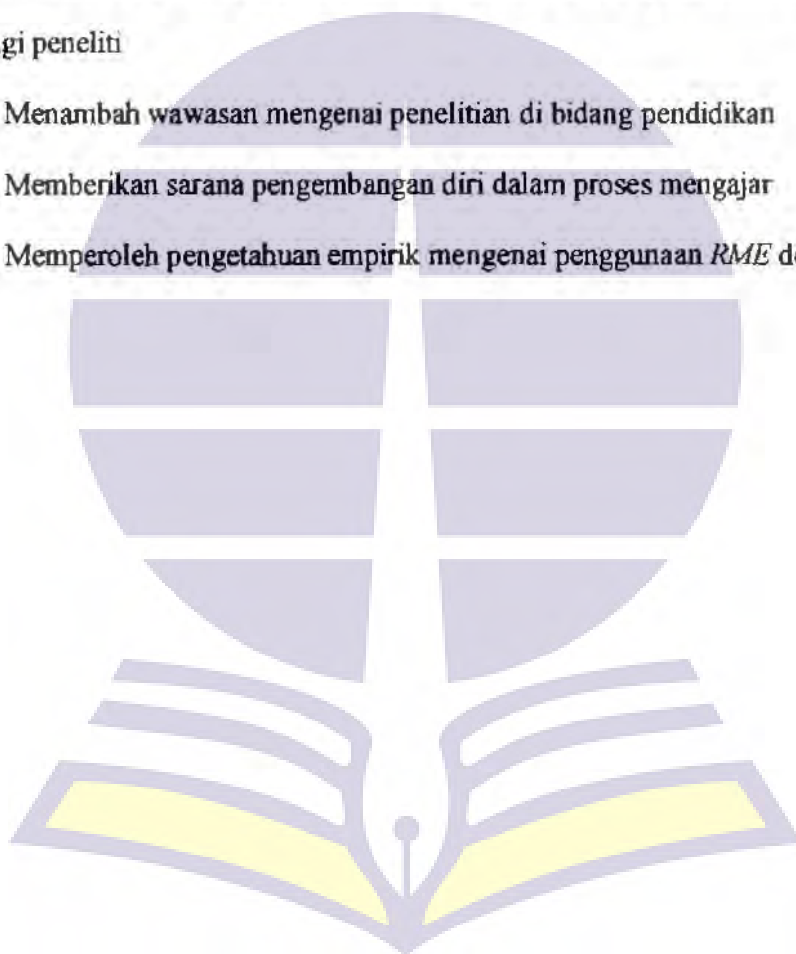 gi peneliti
Menambah wawasan mengenai penelitian di bidang pendidikan
Memberikan sarana pengembangan diri dalam proses mengajar
Memperoleh pengetahuan empirik mengenai penggunaan RME